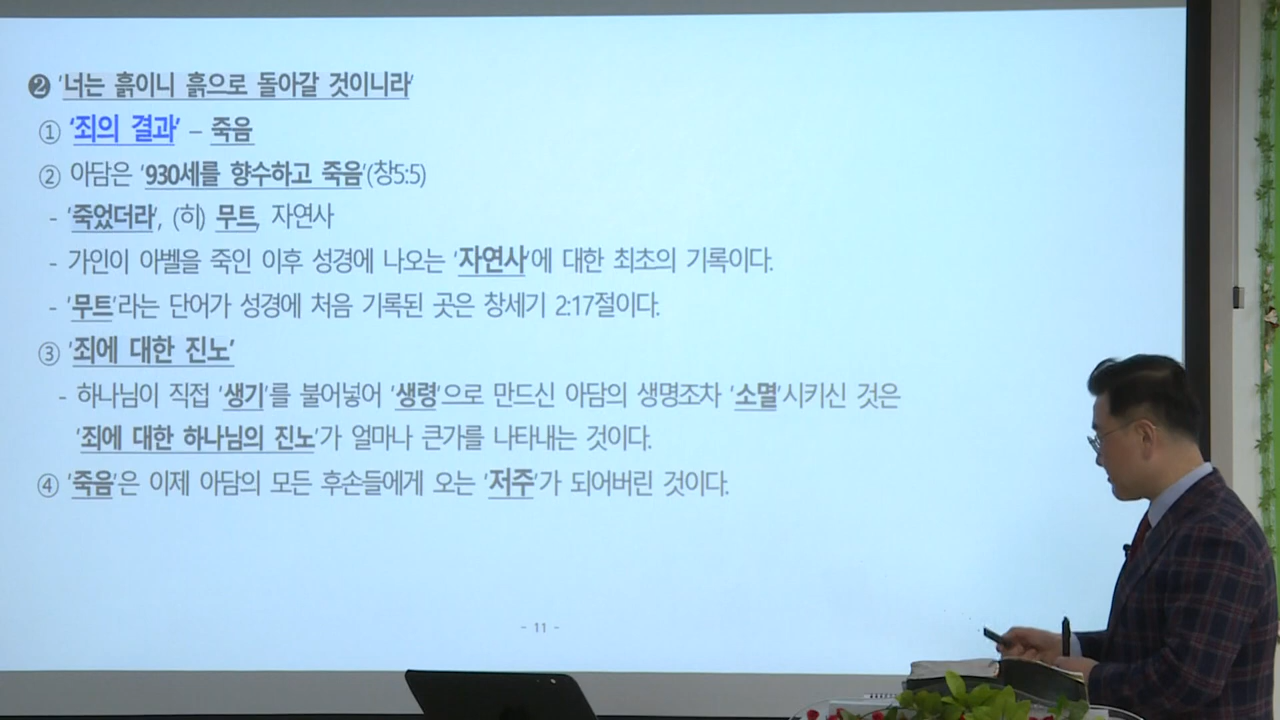 ❷ '너는 흙이니 흙으로 돌아갈 것이니라'
① '죄의 결과' – 죽음
② 아담은 '930세를 향수하고 죽음'(창5:5)
- '죽었더라', (히) 무트, 자연사
- 가인이 아벨을 죽인 이후 성경에 나오는 '자연사'에 대한 최초의 기록이다.
- '무트'라는 단어가 성경에 처음 기록된 곳은 창세기 2:17절이다.
③ '죄에 대한 진노'
- 하나님이 직접 '생기'를 불어넣어 '생령'으로 만드신 아담의 생명조차 '소멸'시키신 것은
'죄에 대한 하나님의 진노'가 얼마나 큰가를 나타내는 것이다.
④ '죽음'은 이제 아담의 모든 후손들에게 오는 '저주'가 되어버린 것이다.
- 11 -